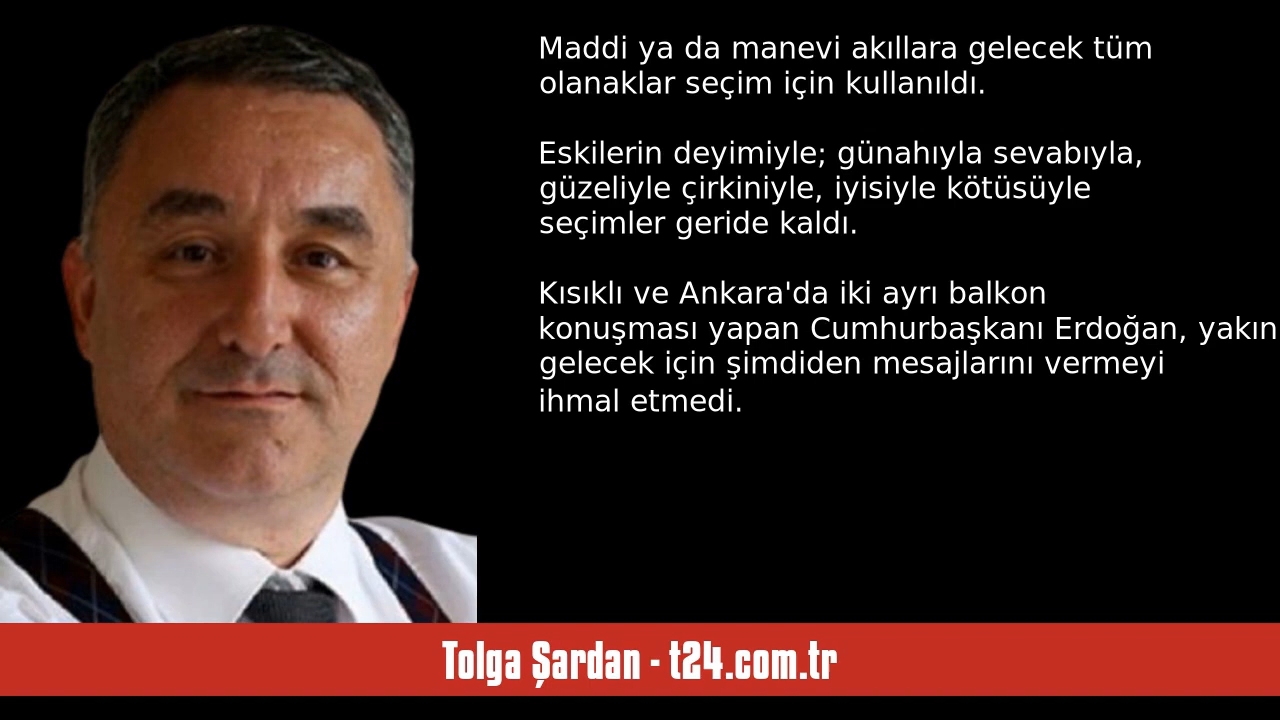 Maddi ya da manevi akıllara gelecek tüm
olanaklar seçim için kullanıldı.
Eskilerin deyimiyle; günahıyla sevabıyla,
güzeliyle çirkiniyle, iyisiyle kötüsüyle
seçimler geride kaldı.
Kısıklı ve Ankara'da iki ayrı balkon
konuşması yapan Cumhurbaşkanı Erdoğan, yakın
gelecek için şimdiden mesajlarını vermeyi
ihmal etmedi.
Tolga Şardan - t24.com.tr